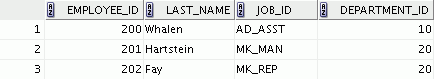 EMPLOYEE_ID LAST_NAME JOB_ID DEPARTMENT_ID
1 200 Whalen AD_ASST 10
2 201 Hartstein MK_MAN 20
3 202 Fay MK_REP 20